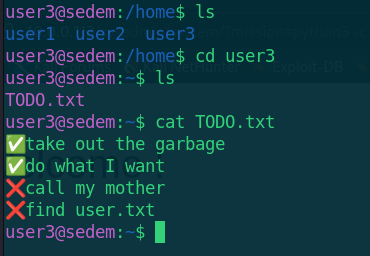 user3@sedem:/home$ ls
user1 user2 user3
user3@sedem:/home$ cd user3
user3@sedem:~$ ls
TODO.txt
user3@sedem:~$ cat TODO.txt
✅take out the garbage
✅do what I want
❌call my mother
❌find user.txt
user3@sedem:~$